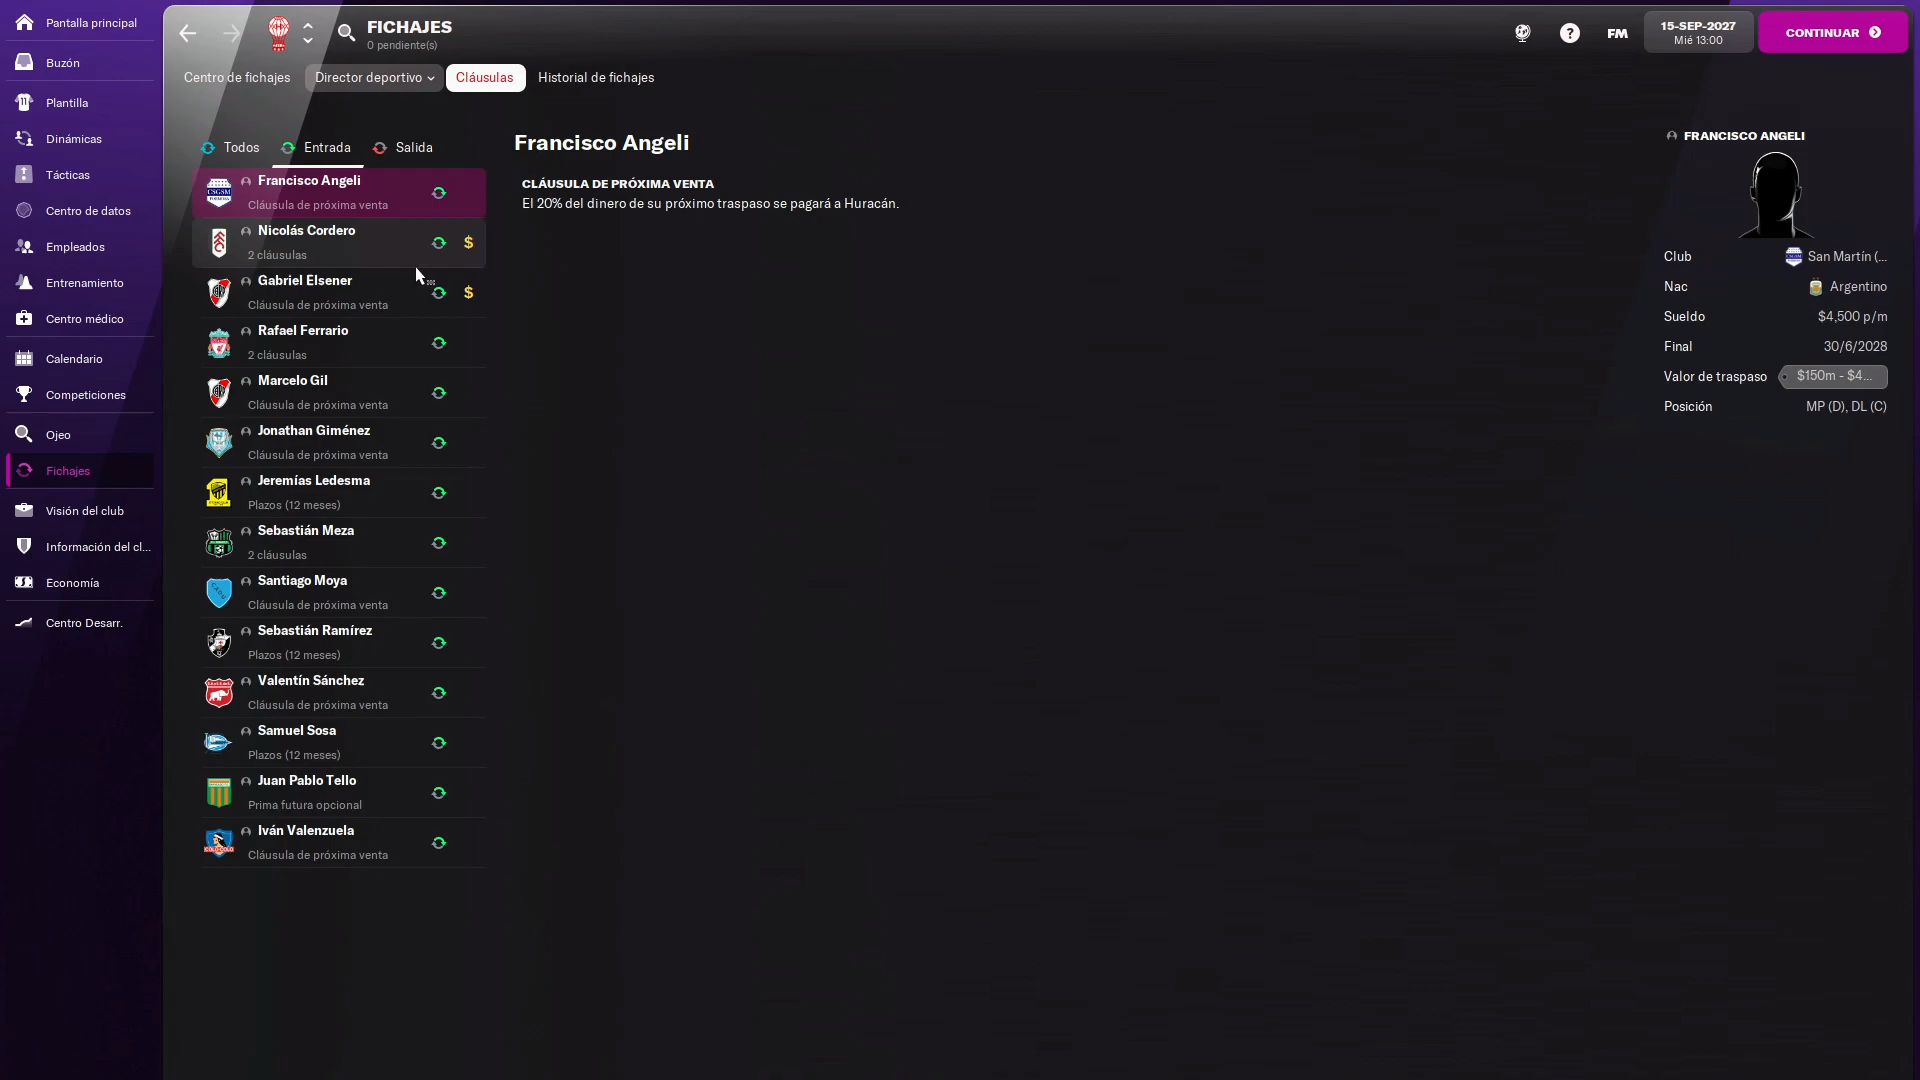 Pantalla principal
Buzón
Plantilla
Dinámicas
Tácticas
Centro de datos
Empleados
Entrenamiento
Centro médico
Calendario
Competiciones
Ojeo
Fichajes
Visión del club
Información del cl...
Economía
Centro Desarr.
FICHAJES
0 pendiente(s)
FM
15-SEP-2027
Mié 13:00
CONTINUAR
Centro de fichajes
Director deportivo
Cláusulas
Historial de fichajes
Todos
Entrada
Salida
Francisco Angeli
Cláusula de próxima venta
Nicolás Cordero
2 cláusulas
$
Gabriel Elsener
Cláusula de próxima venta
$
Rafael Ferrario
2 cláusulas
Marcelo Gil
Cláusula de próxima venta
Jonathan Giménez
Cláusula de próxima venta
Jeremías Ledesma
Plazos (12 meses)
Sebastián Meza
2 cláusulas
Santiago Moya
Cláusula de próxima venta
Sebastián Ramírez
Plazos (12 meses)
Valentín Sánchez
Cláusula de próxima venta
Samuel Sosa
Plazos (12 meses)
Juan Pablo Tello
Prima futura opcional
Iván Valenzuela
Cláusula de próxima venta
Francisco Angeli
CLÁUSULA DE PRÓXIMA VENTA
El 20% del dinero de su próximo traspaso se pagará a Huracán.
FRANCISCO ANGELI
Club San Martín (...
Nac Argentino
Sueldo $4,500 p/m
Final 30/6/2028
Valor de traspaso $150m - $4...
Posición MP (D), DL (C)